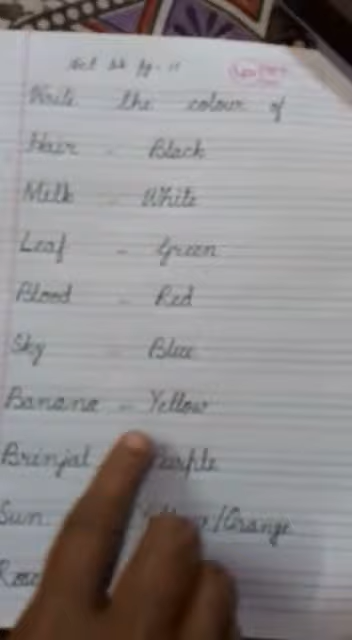 Write the colour of
Hair - Black
Milk - White
Leaf - Green
Blood - Red
Sky - Blue
Banana - Yellow
Brinjal Purple
Sun /Orange